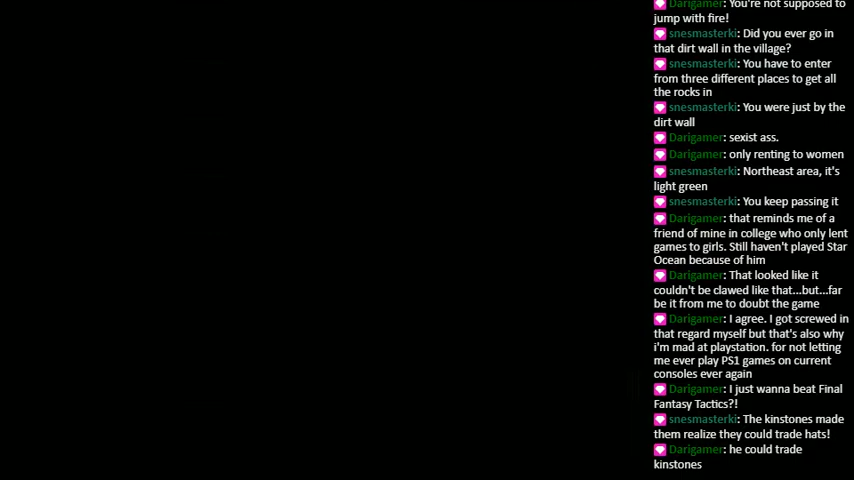 Darigamer: You're not supposed to
jump with fire!
snesmasterki: Did you ever go in
that dirt wall in the village?
snesmasterki: You have to enter
from three different places to get all
the rocks in
snesmasterki: You were just by the
dirt wall
Darigamer: sexist ass.
Darigamer: only renting to women
snesmasterki: Northeast area, it's
light green
snesmasterki: You keep passing it
Darigamer: that reminds me of a
friend of mine in college who only lent
games to girls. Still haven't played Star
Ocean because of him
Darigamer: That looked like it
couldn't be clawed like that...but...far
be it from me to doubt the game
Darigamer: I agree. I got screwed in
that regard myself but that's also why
i'm mad at playstation. for not letting
me ever play PS1 games on current
consoles ever again
Darigamer: I just wanna beat Final
Fantasy Tactics?!
snesmasterki: The kinstones made
them realize they could trade hats!
Darigamer: he could trade
kinstones